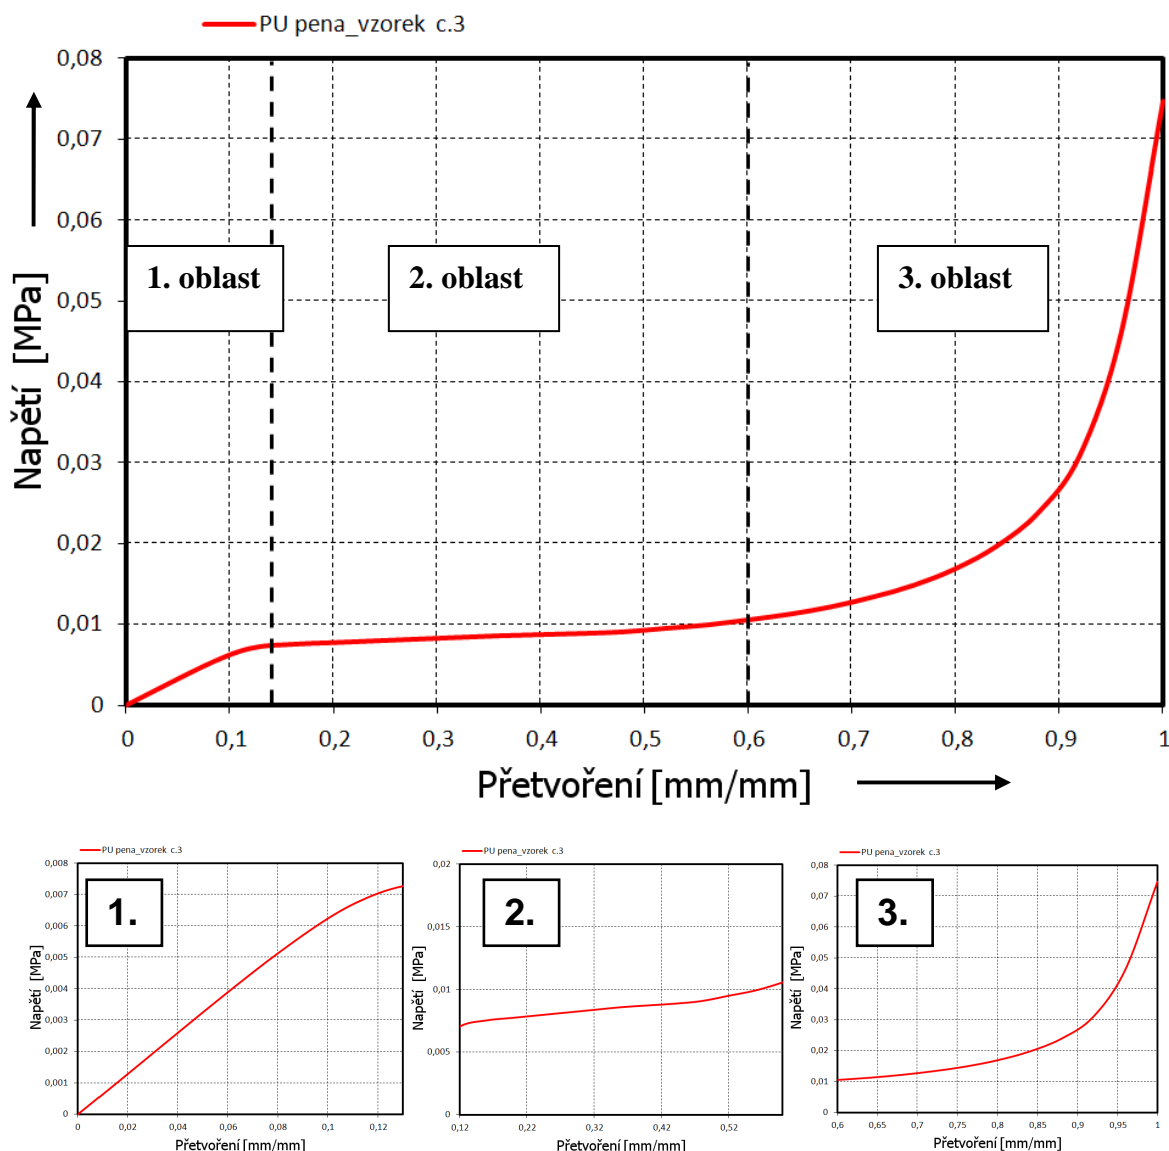 PU pena_vzorek c.3
0,08
0,07
0,06
0,05
0,04
0,03
0,02
0,01
0
Napětí [MPa]
1. oblast
2. oblast
3. oblast
0 0,1 0,2 0,3 0,4 0,5 0,6 0,7 0,8 0,9 1
Přetvoření [mm/mm]
PU pena_vzorek c.3
0,008
0,007
0,006
0,005
0,004
0,003
0,002
0,001
0
Napětí [MPa]
1.
0 0,02 0,04 0,06 0,08 0,1 0,12
Přetvoření [mm/mm]
PU pena_vzorek c.3
0,02
0,015
0,01
0,005
0
Napětí [MPa]
2.
0,12 0,22 0,32 0,42 0,52
Přetvoření [mm/mm]
PU pena_vzorek c.3
0,08
0,07
0,06
0,05
0,04
0,03
0,02
0,01
0
Napětí [MPa]
3.
0,6 0,65 0,7 0,75 0,8 0,85 0,9 0,95 1
Přetvoření [mm/mm]